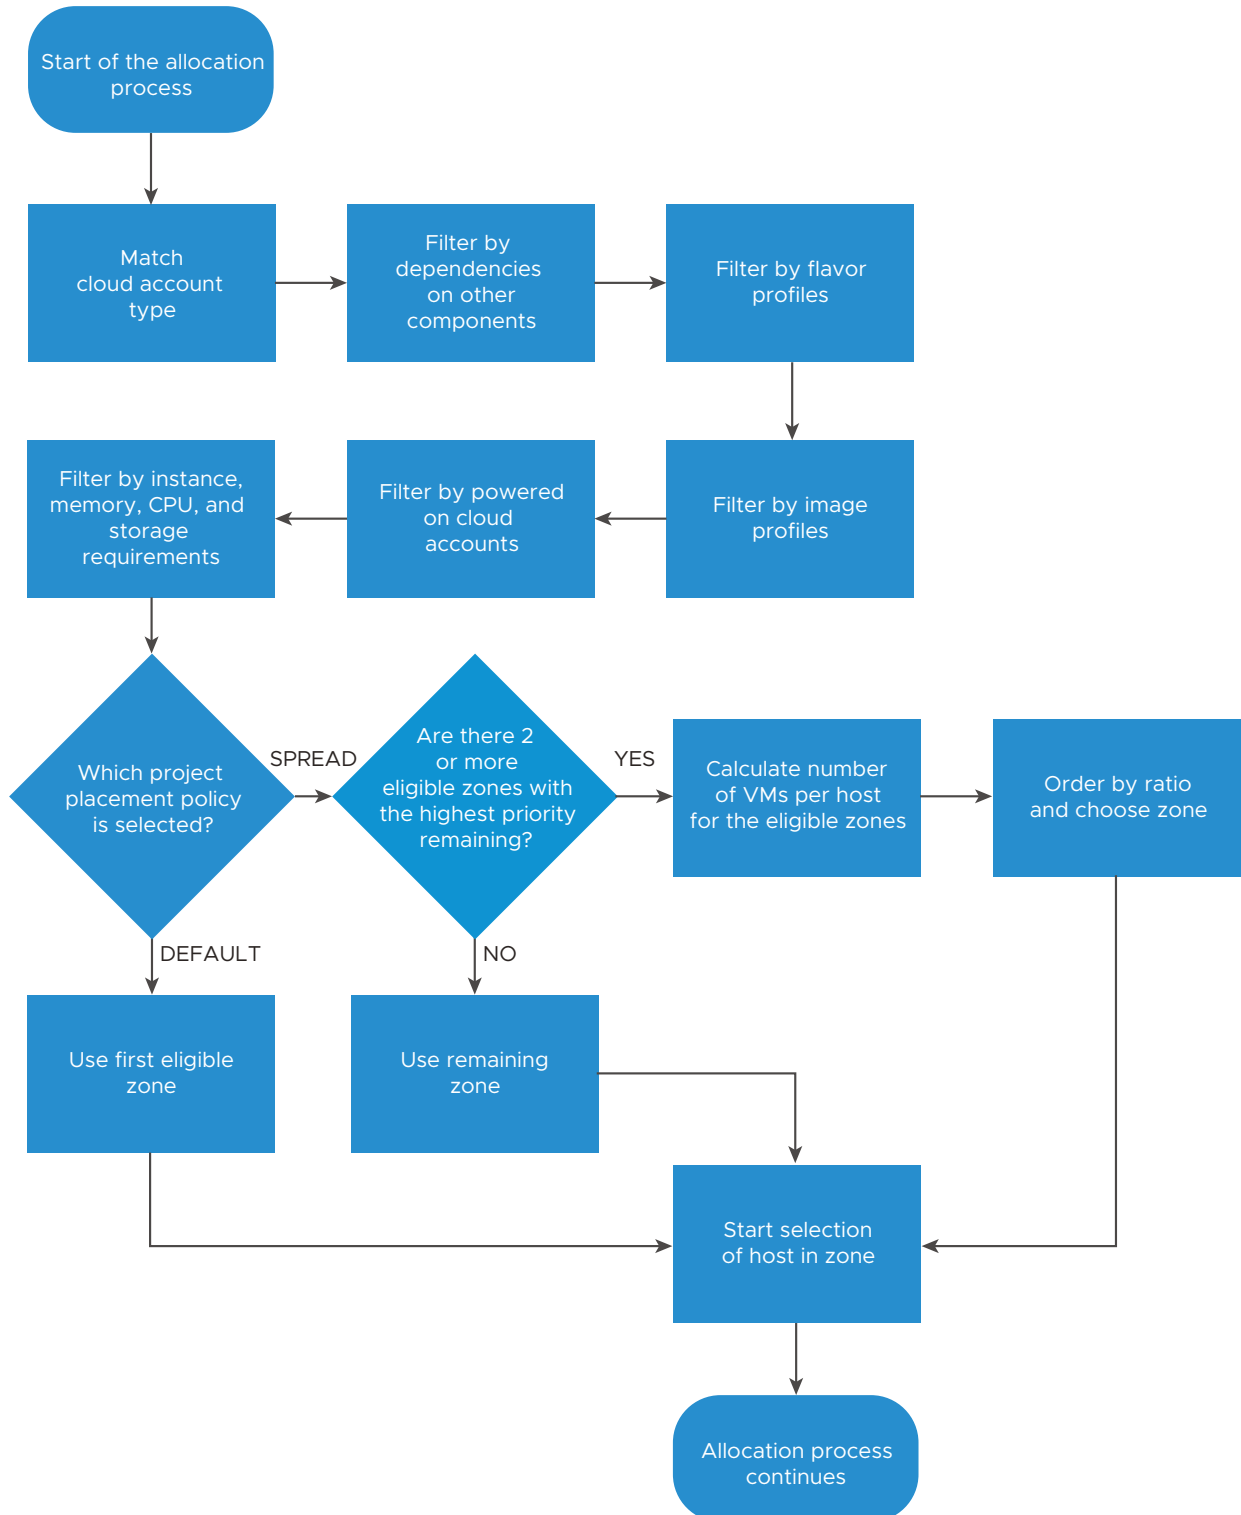 Start of the allocation
process
Match
cloud account
type
Filter by
dependencies
on other
components
Filter by flavor
profiles
Filter by image
profiles
Filter by powered
on cloud
accounts
Filter by instance,
memory, CPU, and
storage
requirements
Which project
placement policy
is selected?
SPREAD
Are there 2
or more
eligible zones with
the highest priority
remaining?
YES
Calculate number
of VMs per host
for the eligible zones
Order by ratio
and choose zone
DEFAULT
NO
Use first eligible
zone
Use remaining
zone
Start selection
of host in zone
Allocation process
continues